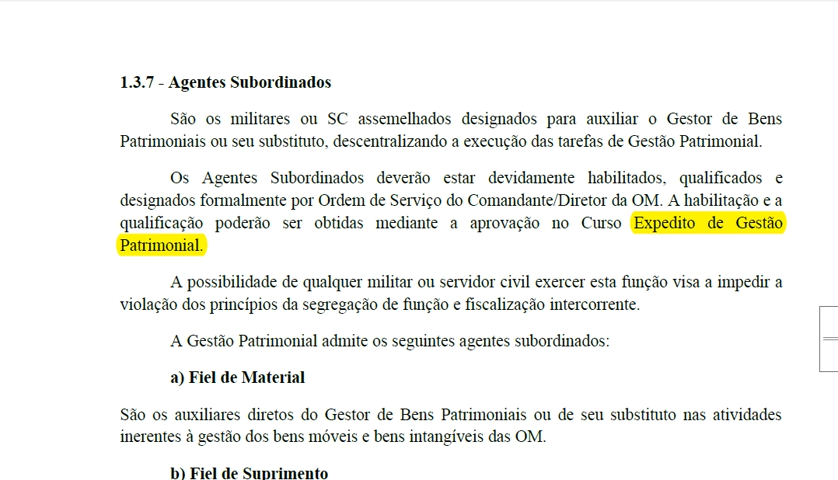 1.3.7 - Agentes Subordinados
São os militares ou SC assemelhados designados para auxiliar o Gestor de Bens
Patrimoniais ou seu substituto, descentralizando a execução das tarefas de Gestão Patrimonial.
Os Agentes Subordinados deverão estar devidamente habilitados, qualificados e
designados formalmente por Ordem de Serviço do Comandante/Diretor da OM. A habilitação e a
qualificação poderão ser obtidas mediante a aprovação no Curso Expedito de Gestão
Patrimonial.
A possibilidade de qualquer militar ou servidor civil exercer esta função visa a impedir a
violação dos princípios da segregação de função e fiscalização intercorrente.
A Gestão Patrimonial admite os seguintes agentes subordinados:
a) Fiel de Material
São os auxiliares diretos do Gestor de Bens Patrimoniais ou de seu substituto nas atividades
inerentes à gestão dos bens móveis e bens intangíveis das OM.
b) Fiel de Suprimento